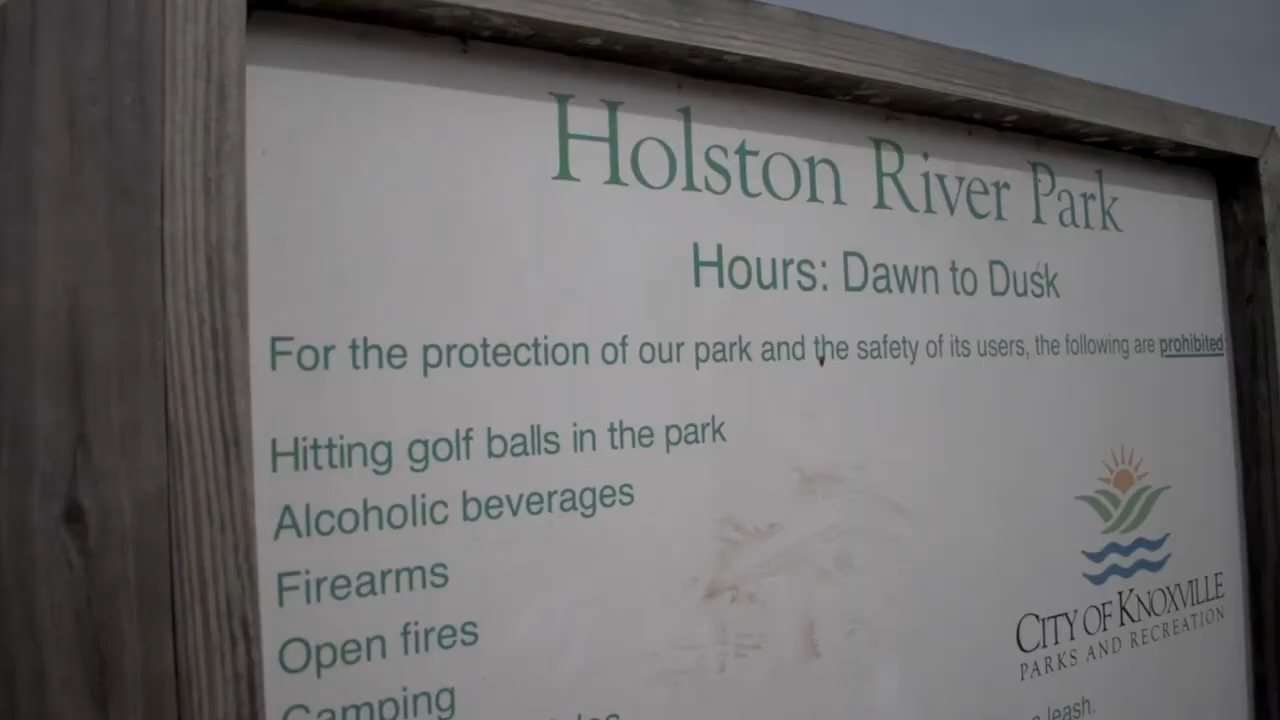 Holston River Park
Hours: Dawn to Dusk
For the protection of our park and the safety of its users, the following are prohibited
Hitting golf balls in the park
Alcoholic beverages
Firearms
Open fires
Camping
CITY OF KNOXVILLE
PARKS AND RECREATION
leash.